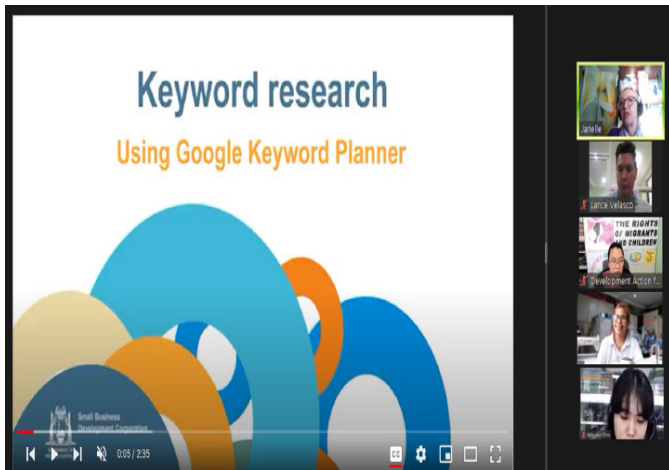 Keyword research
Using Google Keyword Planner
Small Business
Development Corporation
0:05 / 2:35
CC
Janelle
Lance Velasco
THE RIGHTS
OF MIGRANTS
AND CHILDREN
Development Action f...